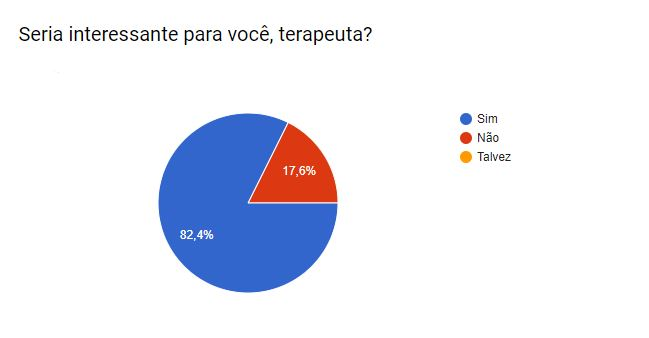 Seria interessante para você, terapeuta?
Sim
Não
Talvez
17,6%
82,4%